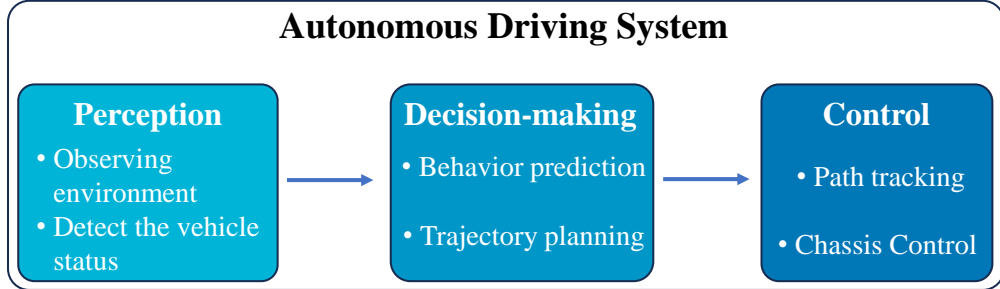 Autonomous Driving System
Perception
• Observing
environment
• Detect the vehicle
status
Decision-making
• Behavior prediction
• Trajectory planning
Control
• Path tracking
• Chassis Control